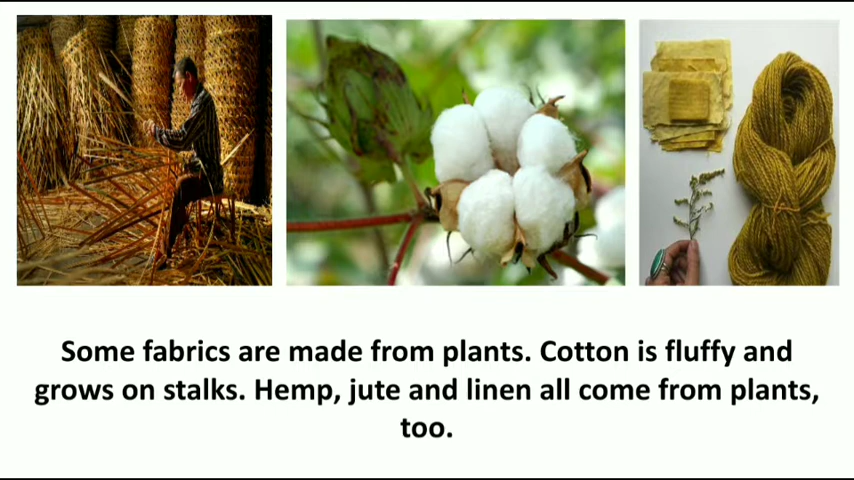 Some fabrics are made from plants. Cotton is fluffy and
grows on stalks. Hemp, jute and linen all come from plants,
too.